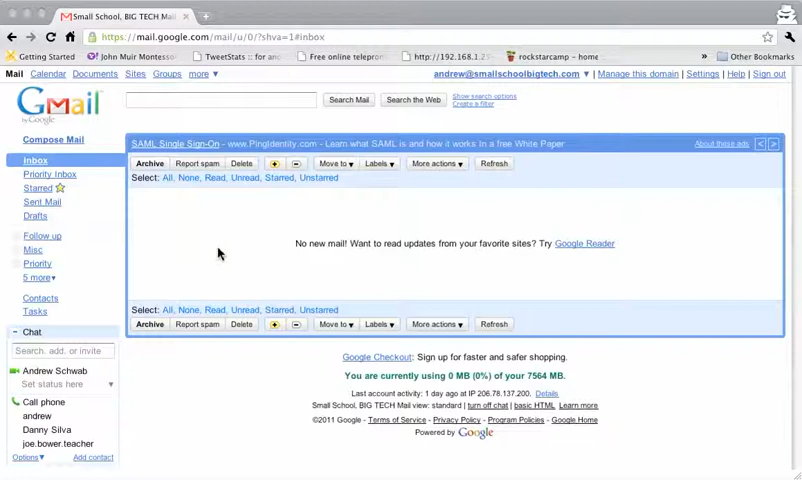 Small School, BIG TECH Mail
https://mail.google.com/mail/u/0/?shva=1#inbox
Getting Started John Muir Montesso TweetStats :: for an Free online telepro http://192.168.1.25 rockstarcamp - home » Other Bookmarks
Mail Calendar Documents Sites Groups more ▼ andrew@smallschoolbigtech.com ▼ | Manage this domain | Settings | Help | Sign out
Gmail by Google
Search Mail Search the Web Show search options
Create a filter
Compose Mail
SAML Single Sign-On - www.PingIdentity.com - Learn what SAML is and how it works In a free White Paper About these ads < >
Inbox
Archive Report spam Delete Move to ▼ Labels ▼ More actions ▼ Refresh
Priority Inbox
Select: All, None, Read, Unread, Starred, Unstarred
Starred
Sent Mail
Drafts
Follow up
No new mail! Want to read updates from your favorite sites? Try Google Reader
Misc
Priority
5 more▼
Contacts
Tasks
Select: All, None, Read, Unread, Starred, Unstarred
Archive Report spam Delete Move to ▼ Labels ▼ More actions ▼ Refresh
Chat
Search, add, or invite
Andrew Schwab
Set status here
Call phone
andrew
Danny Silva
joe.bower.teacher
Options▼ Add contact
Google Checkout: Sign up for faster and safer shopping.
You are currently using 0 MB (0%) of your 7564 MB.
Last account activity: 1 day ago at IP 206.78.137.200. Details
Small School, BIG TECH Mail view: standard | turn off chat | basic HTML Learn more
©2011 Google - Terms of Service - Privacy Policy - Program Policies - Google Home
Powered by Google